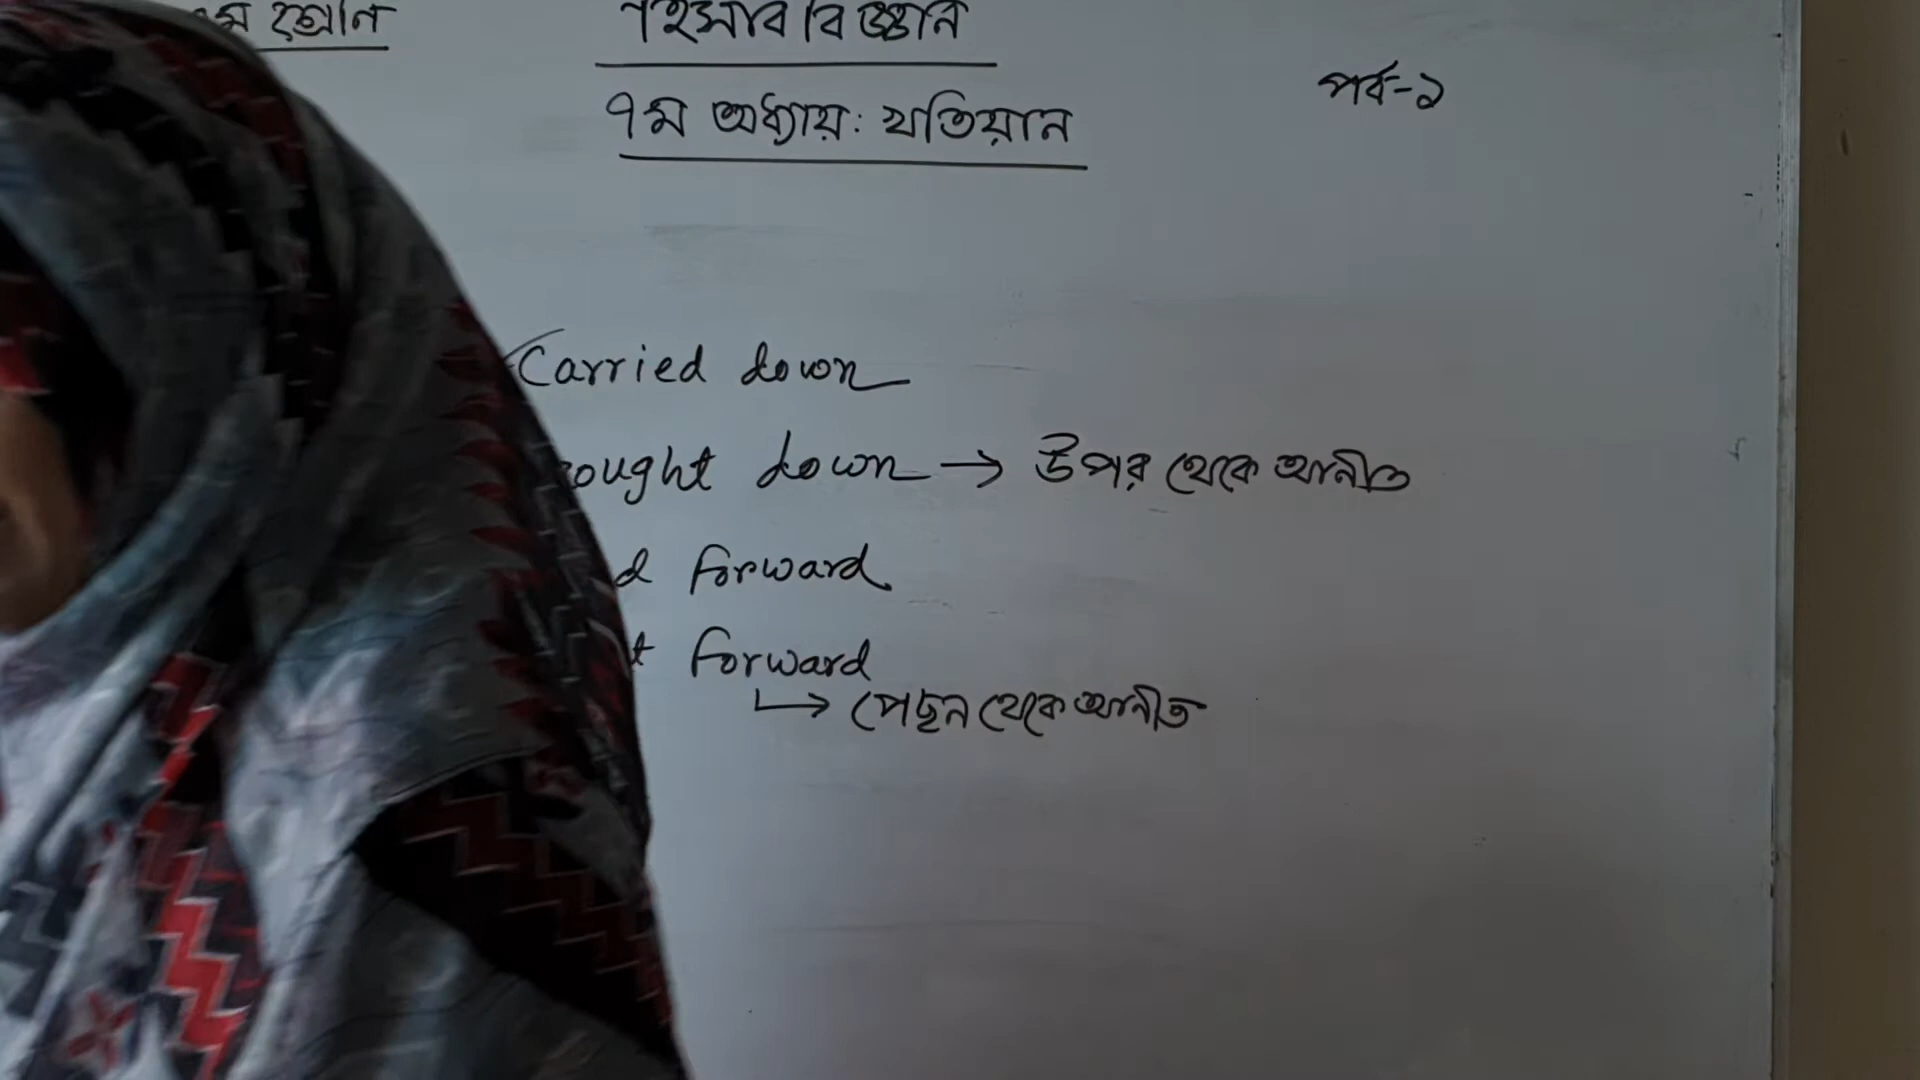 ম শ্রেণি
হিসাব বিজ্ঞান
পর্ব-১
৭ম অধ্যায়: খতিয়ান
Carried down
ought down → উপর থেকে আনীত
d forward
t forward
↳ পেছন থেকে আনীত